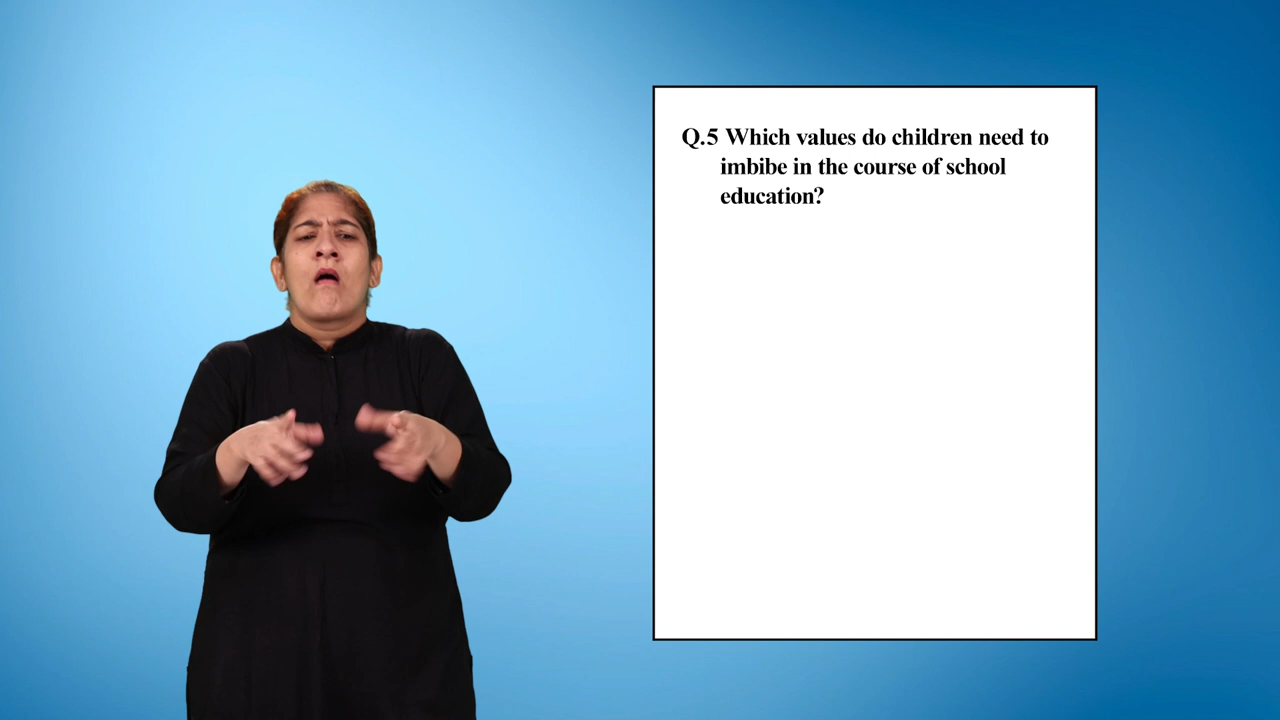 Q.5 Which values do children need to
imbibe in the course of school
education?